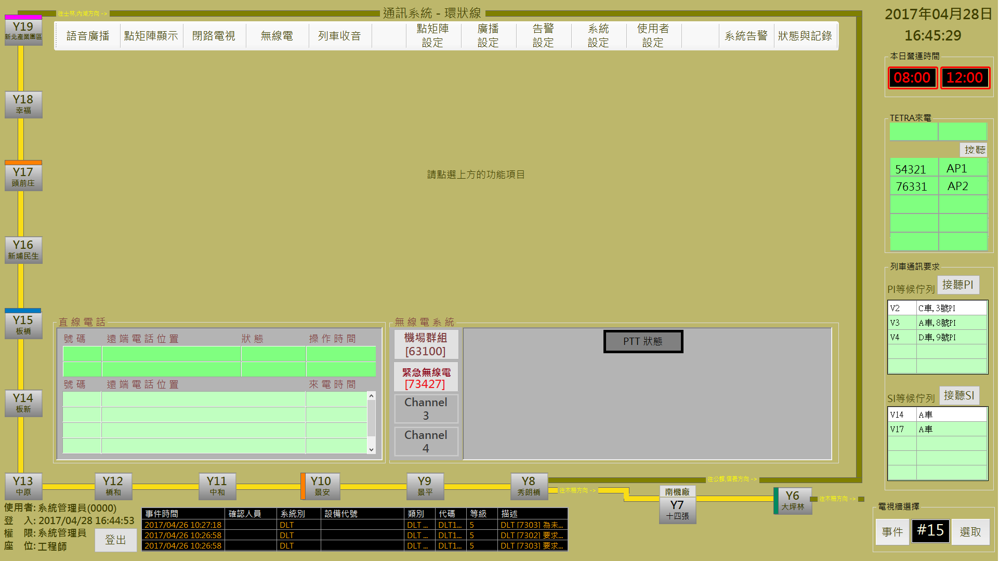 往士林,內湖方向 ->
通訊系統 - 環狀線
2017年04月28日
16:45:29
語音廣播
點矩陣顯示
閉路電視
無線電
列車收音
點矩陣
設定
廣播
設定
告警
設定
系統
設定
使用者
設定
系統告警
狀態與記錄
本日營運時間
08:00 12:00
Y19
新北產業園區
Y18
幸福
Y17
頭前庄
Y16
新埔民生
Y15
板橋
Y14
板新
請點選上方的功能項目
TETRA來電
接聽
54321 AP1
76331 AP2
列車通訊要求
PI等候佇列 接聽PI
V2 C車,3號PI
V3 A車,8號PI
V4 D車,9號PI
SI等候佇列 接聽SI
V14 A車
V17 A車
直線電話
號碼 遠端電話位置 狀態 操作時間
號碼 遠端電話位置 來電時間
無線電系統
機場群組
[63100]
緊急無線電
[73427]
Channel
3
Channel
4
PTT 狀態
Y13
中原
Y12
橋和
Y11
中和
Y10
景安
Y9
景平
Y8
秀朗橋
往公館,信義方向 ->
往木柵方向 ->
南機廠
Y7
十四張
Y6
大坪林
往木柵方向 ->
使用者: 系統管理員(0000)
登 入: 2017/04/28 16:44:53
權 限: 系統管理員
座 位: 工程師
登出
事件時間 確認人員 系統別 設備代號 類別 代碼 等級 描述
2017/04/26 10:27:18 DLT DLT ... DLT1... 5 DLT [7303] 為未...
2017/04/26 10:26:58 DLT DLT ... DLT1... 5 DLT [7302] 要求...
2017/04/26 10:26:58 DLT DLT ... DLT1... 5 DLT [7303] 要求...
電視牆選擇
事件 #15 選取